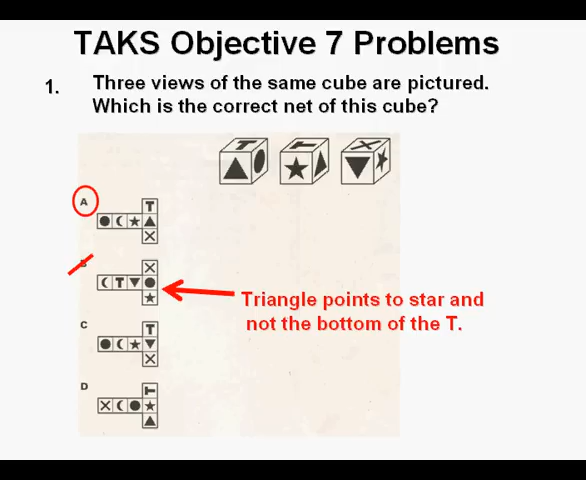 TAKS Objective 7 Problems
1. Three views of the same cube are pictured.
Which is the correct net of this cube?
T T X
A
T
X
B
X
T
Triangle points to star and
not the bottom of the T.
C
T
X
D
T
X